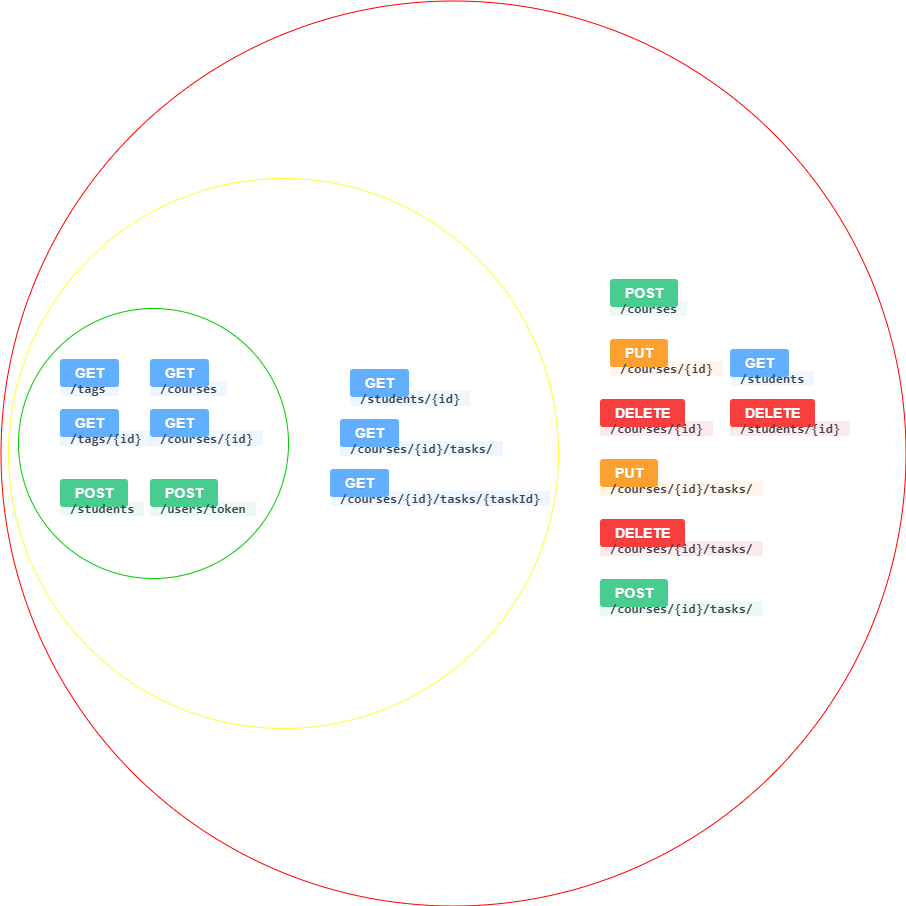 GET
/tags
GET
/courses
GET
/tags/{id}
GET
/courses/{id}
POST
/students
POST
/users/token
GET
/students/{id}
GET
/courses/{id}/tasks/
GET
/courses/{id}/tasks/{taskId}
POST
/courses
PUT
/courses/{id}
GET
/students
DELETE
/courses/{id}
DELETE
/students/{id}
PUT
/courses/{id}/tasks/
DELETE
/courses/{id}/tasks/
POST
/courses/{id}/tasks/